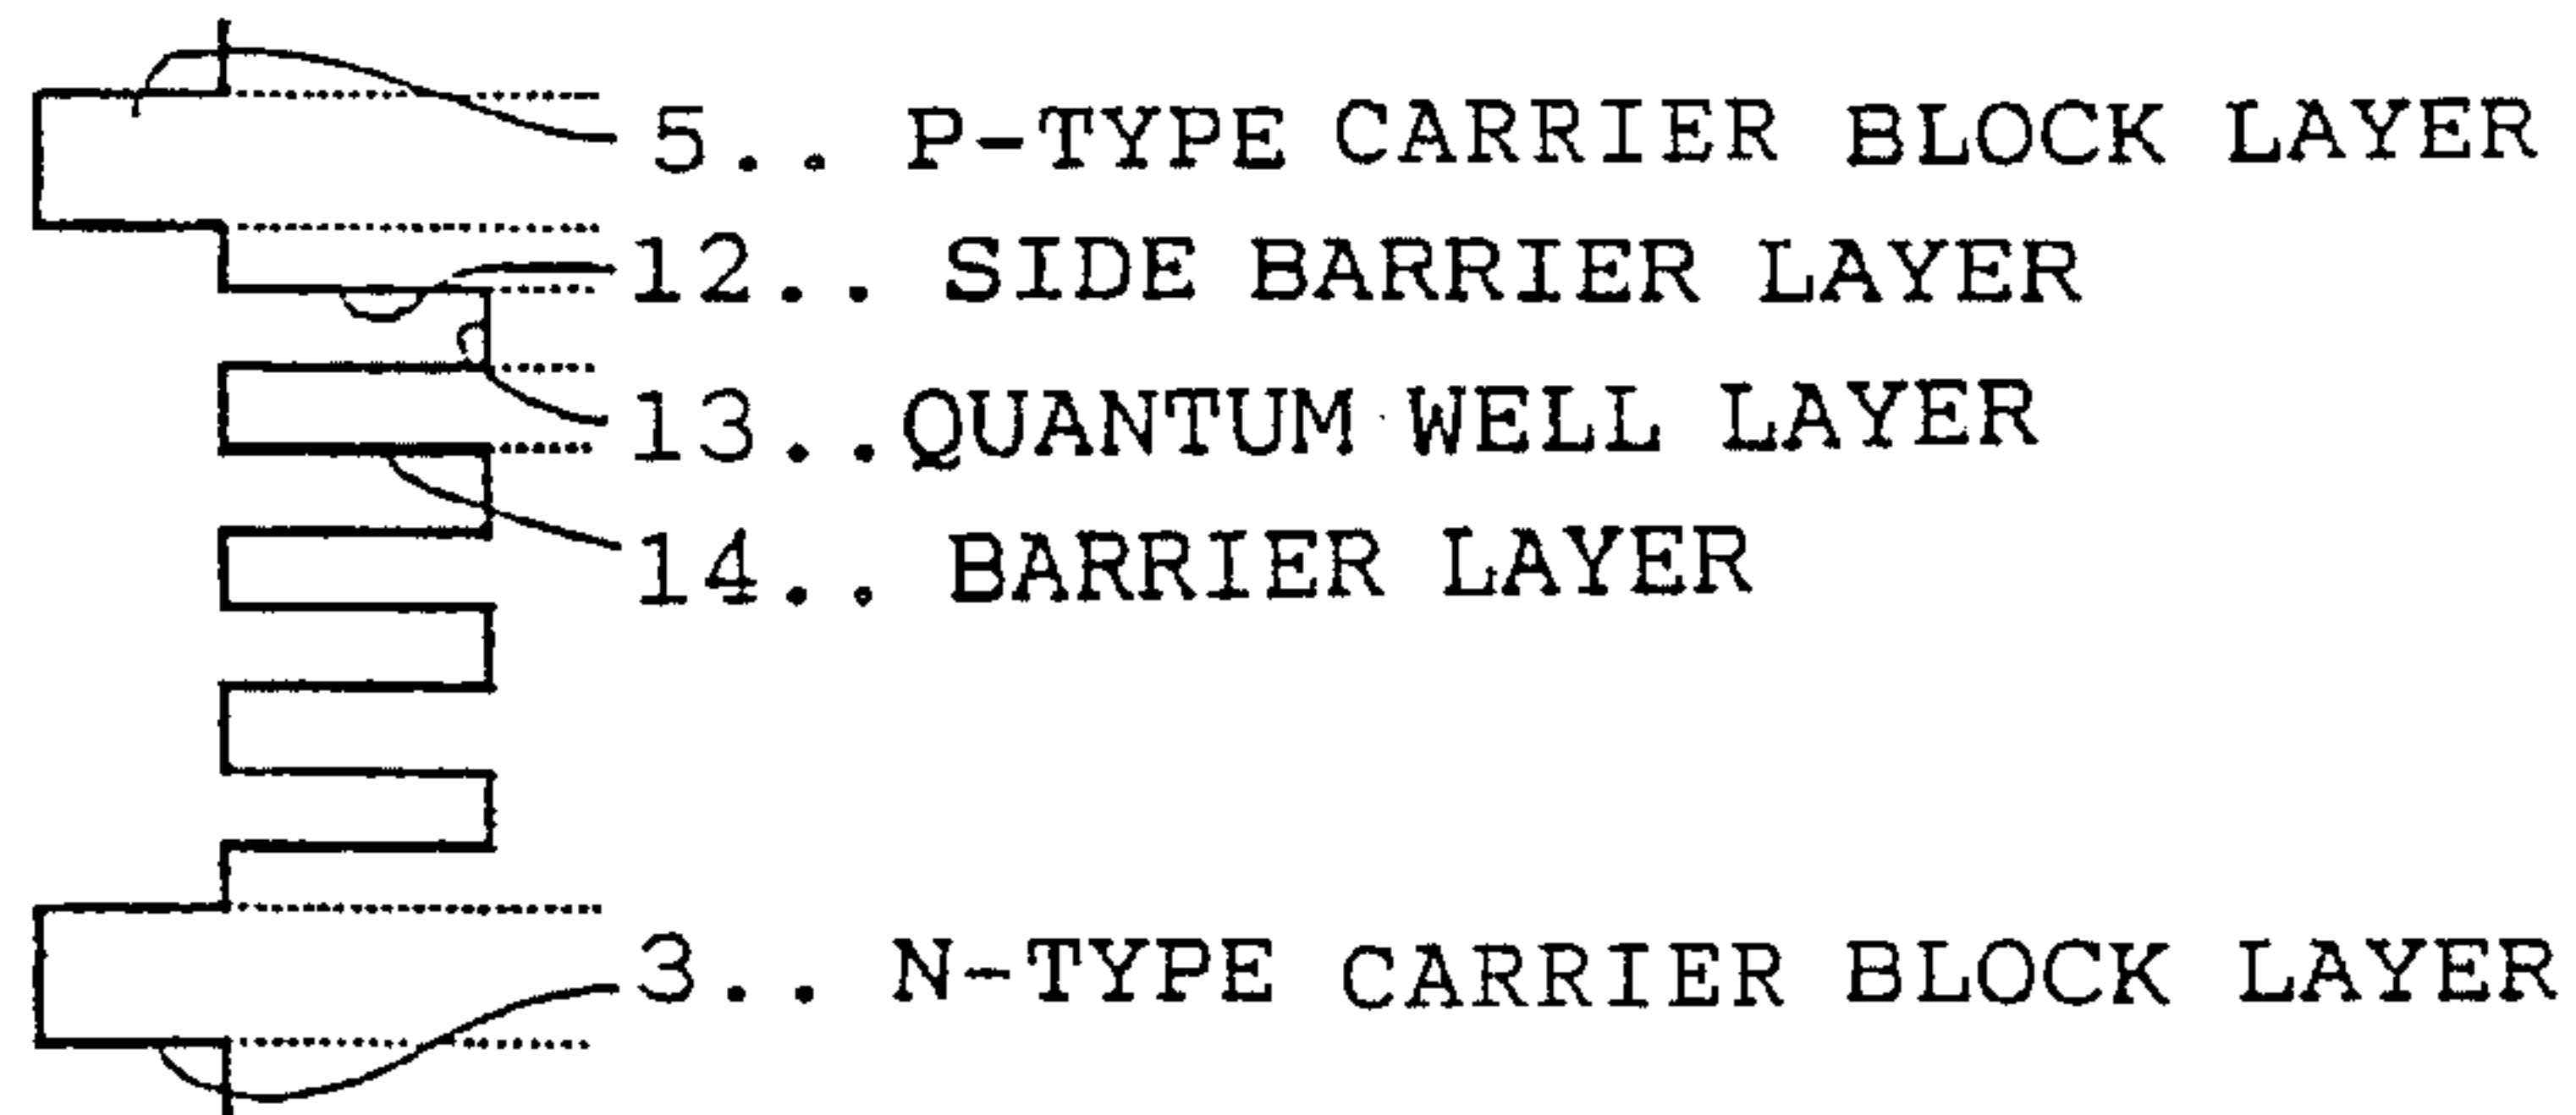 5.. P-TYPE CARRIER BLOCK LAYER
12.. SIDE BARRIER LAYER
13..QUANTUM WELL LAYER
14.. BARRIER LAYER
3.. N-TYPE CARRIER BLOCK LAYER